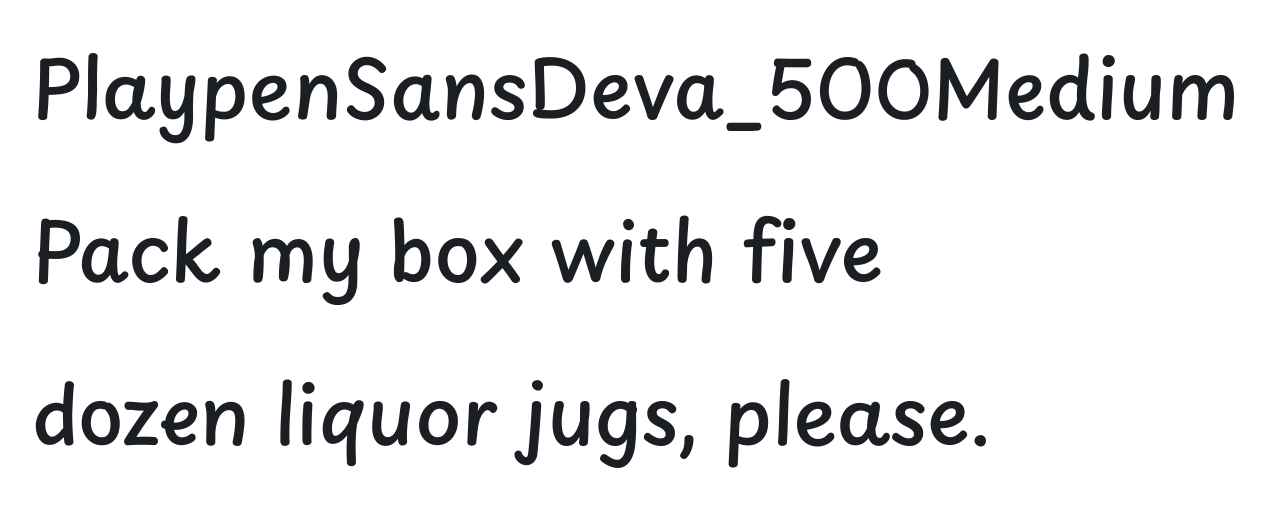 PlaypenSansDeva_500Medium
Pack my box with five
dozen liquor jugs, please.